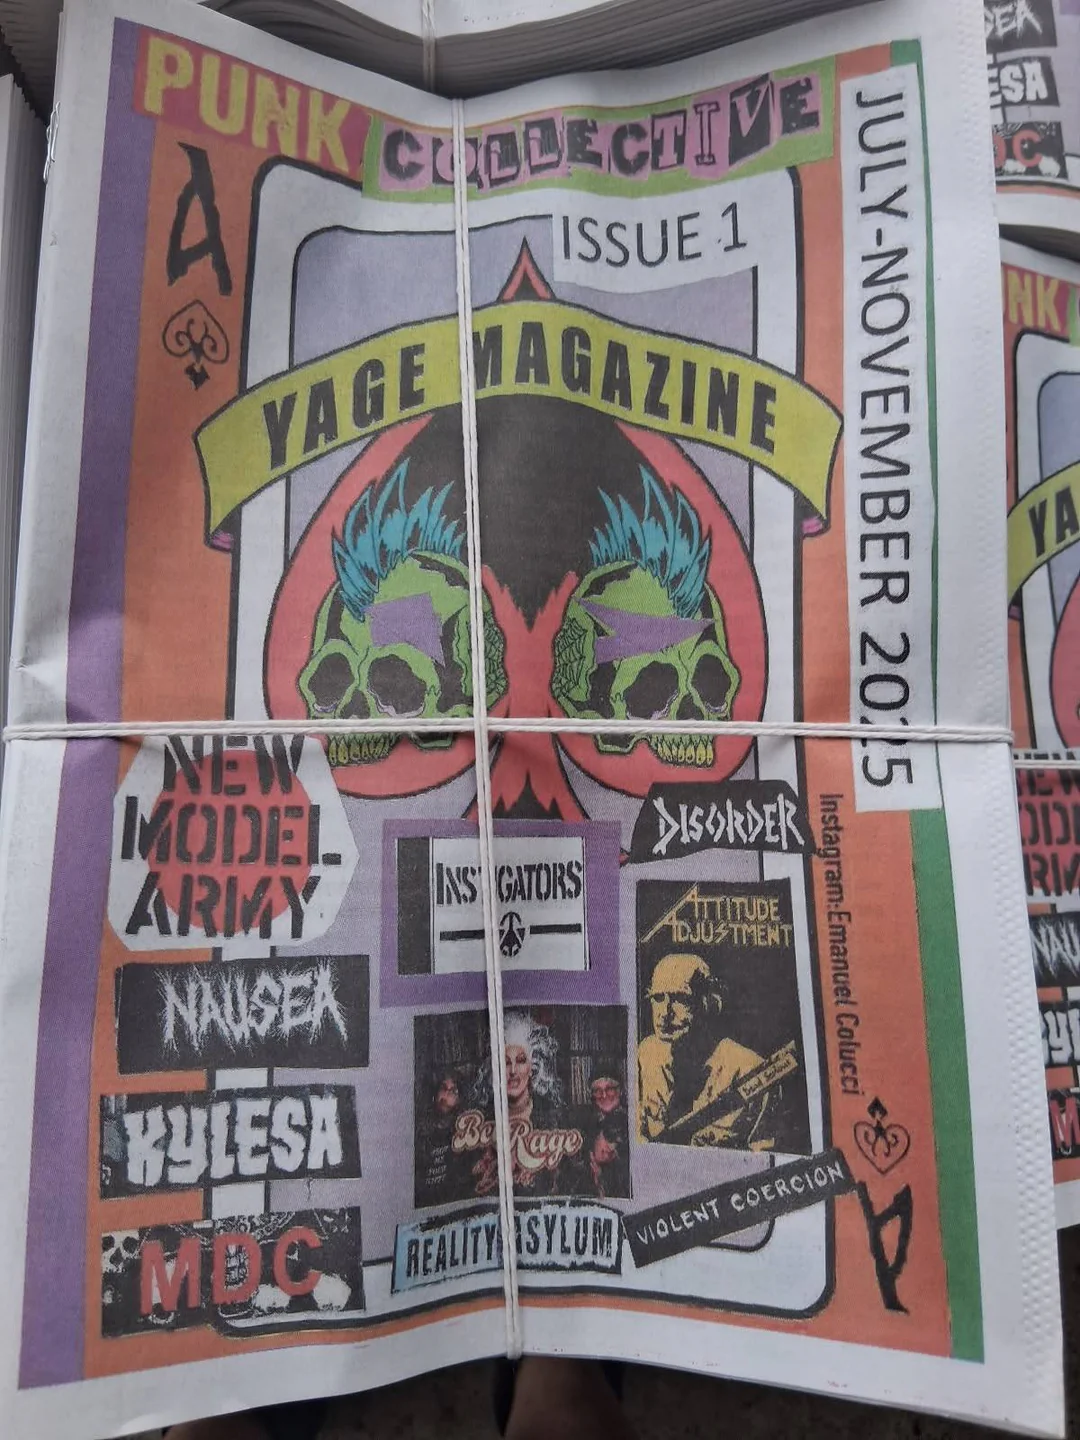 PUNK
COLLECTIVE
A
ISSUE 1
JULY-NOVEMBER 2025
YAGE MAGAZINE
NEW
MODEL
ARMY
INSTIGATORS
DISORDER
ATTITUDE
ADJUSTMENT
Instagram:Emanuel Colucci
NAUSEA
KYLESA
MDC
REALITY ASYLUM
VIOLENT COERCION
A